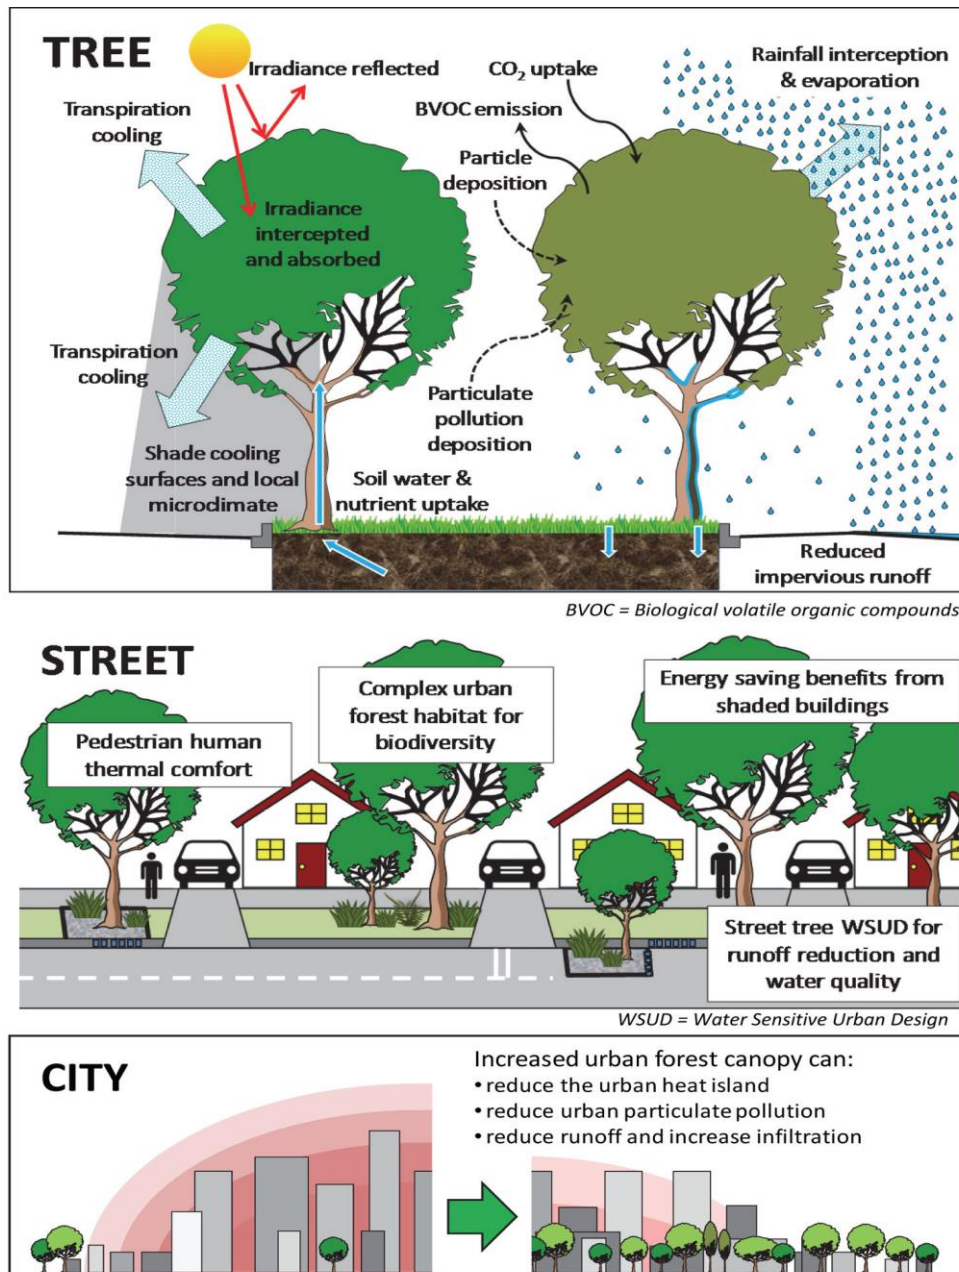 TREE
Irradiance reflected
CO₂ uptake
Rainfall interception
& evaporation
Transpiration
cooling
BVOC emission
Particle
deposition
Irradiance
intercepted
and absorbed
Transpiration
cooling
Particulate
pollution
deposition
Shade cooling
surfaces and local
microclimate
Soil water &
nutrient uptake
Reduced
impervious runoff
BVOC = Biological volatile organic compounds
STREET
Pedestrian human
thermal comfort
Complex urban
forest habitat for
biodiversity
Energy saving benefits from
shaded buildings
Street tree WSUD for
runoff reduction and
water quality
WSUD = Water Sensitive Urban Design
CITY
Increased urban forest canopy can:
• reduce the urban heat island
• reduce urban particulate pollution
• reduce runoff and increase infiltration